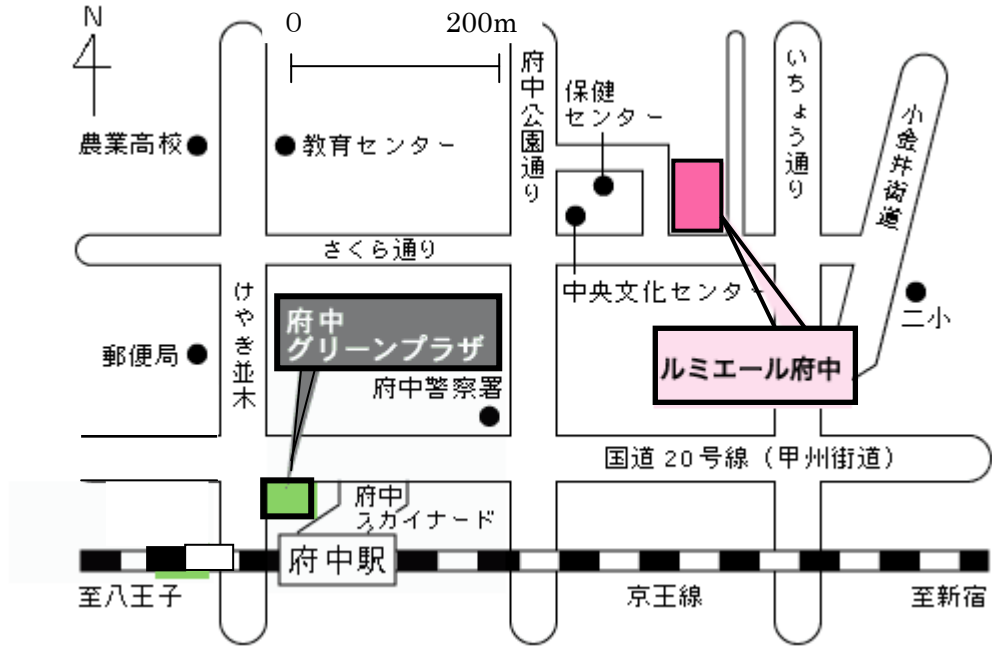 N
0 200m
府中公園通り
いちょう通り
保健
センター
小金井街道
農業高校
教育センター
さくら通り
けやき並木
中央文化センター
二小
府中
グリーンプラザ
ルミエール府中
郵便局
府中警察署
国道20号線(甲州街道)
府中
スカイナード
府中駅
至八王子
京王線
至新宿